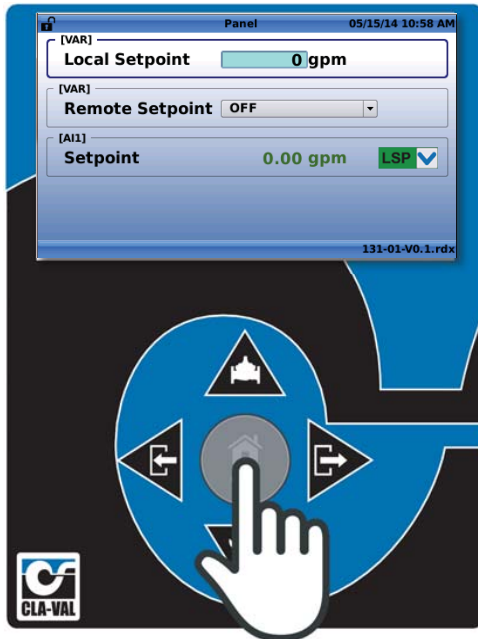 Panel 05/15/14 10:58 AM
[VAR]
Local Setpoint 0 gpm
[VAR]
Remote Setpoint OFF
[AI1]
Setpoint 0.00 gpm LSP
131-01-V0.1.rdx
CLA-VAL